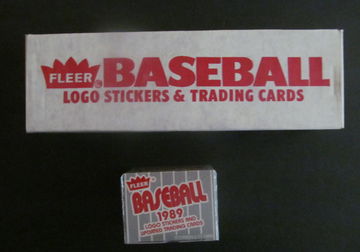 FLEER® BASEBALL
LOGO STICKERS & TRADING CARDS
FLEER
BASEBALL
1989
LOGO STICKERS AND
UPDATED TRADING CARDS